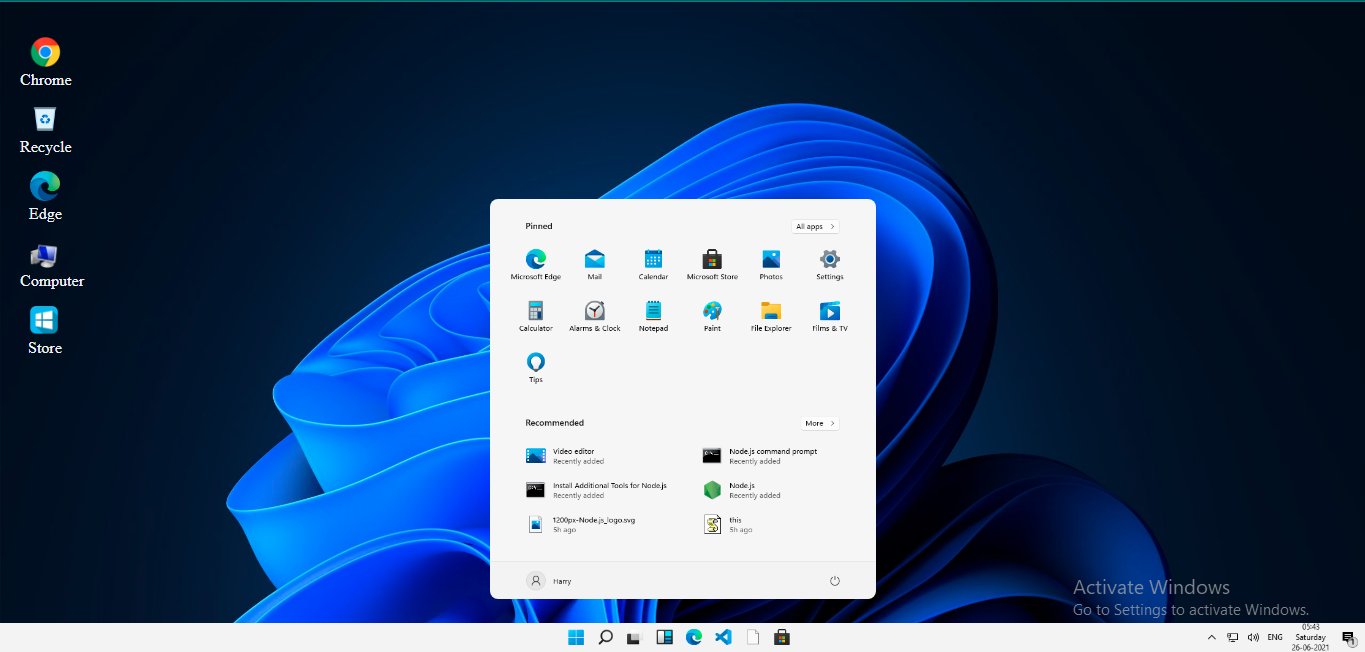 Chrome
Recycle
Edge
Computer
Store
Pinned
All apps
Microsoft Edge Mail Calendar Microsoft Store Photos Settings
Calculator Alarms & Clock Notepad Paint File Explorer Films & TV
Tips
Recommended
More
Video editor
Recently added
Node.js command prompt
Recently added
Install Additional Tools for Node.js
Recently added
Node.js
Recently added
1200px-Node.js_logo.svg
5h ago
this
5h ago
Harry
Activate Windows
Go to Settings to activate Windows.
ENG
05:43
Saturday
26-06-2021
1